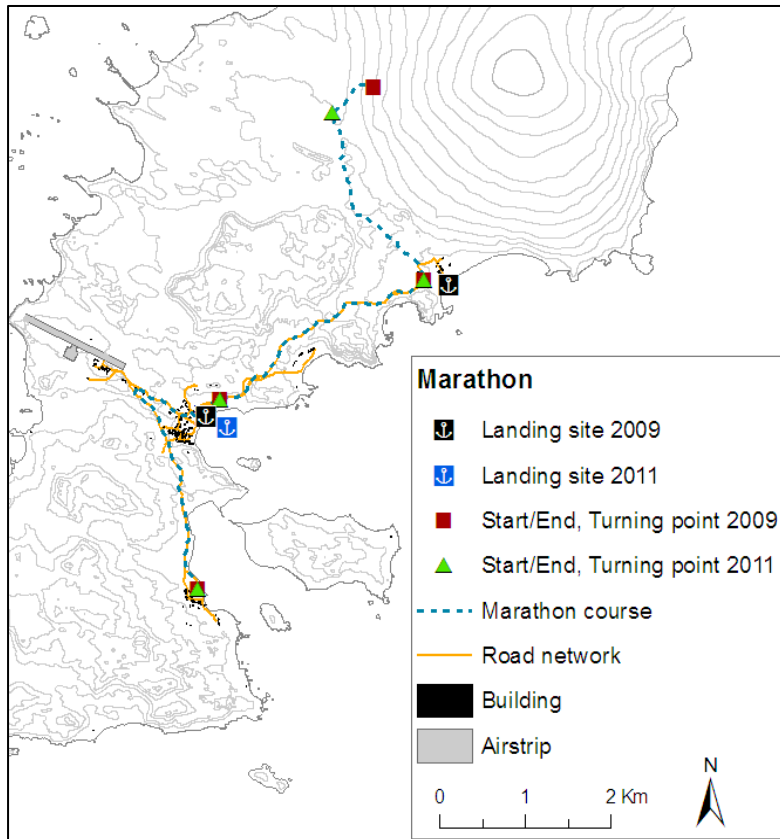 Marathon
Landing site 2009
Landing site 2011
Start/End, Turning point 2009
Start/End, Turning point 2011
Marathon course
Road network
Building
Airstrip
N
0 1 2 Km